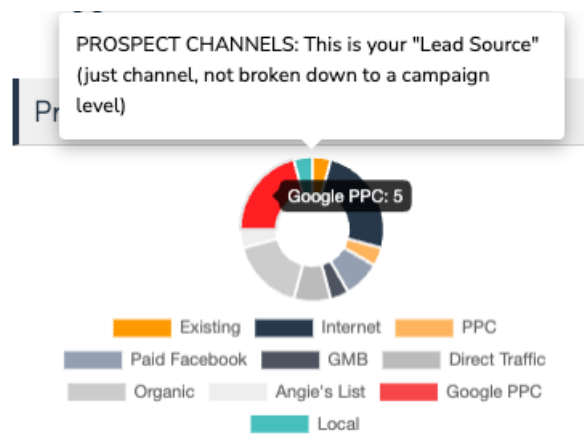 PROSPECT CHANNELS: This is your "Lead Source"
(just channel, not broken down to a campaign
level)
Pr
Google PPC: 5
Existing Internet PPC
Paid Facebook GMB Direct Traffic
Organic Angie's List Google PPC
Local